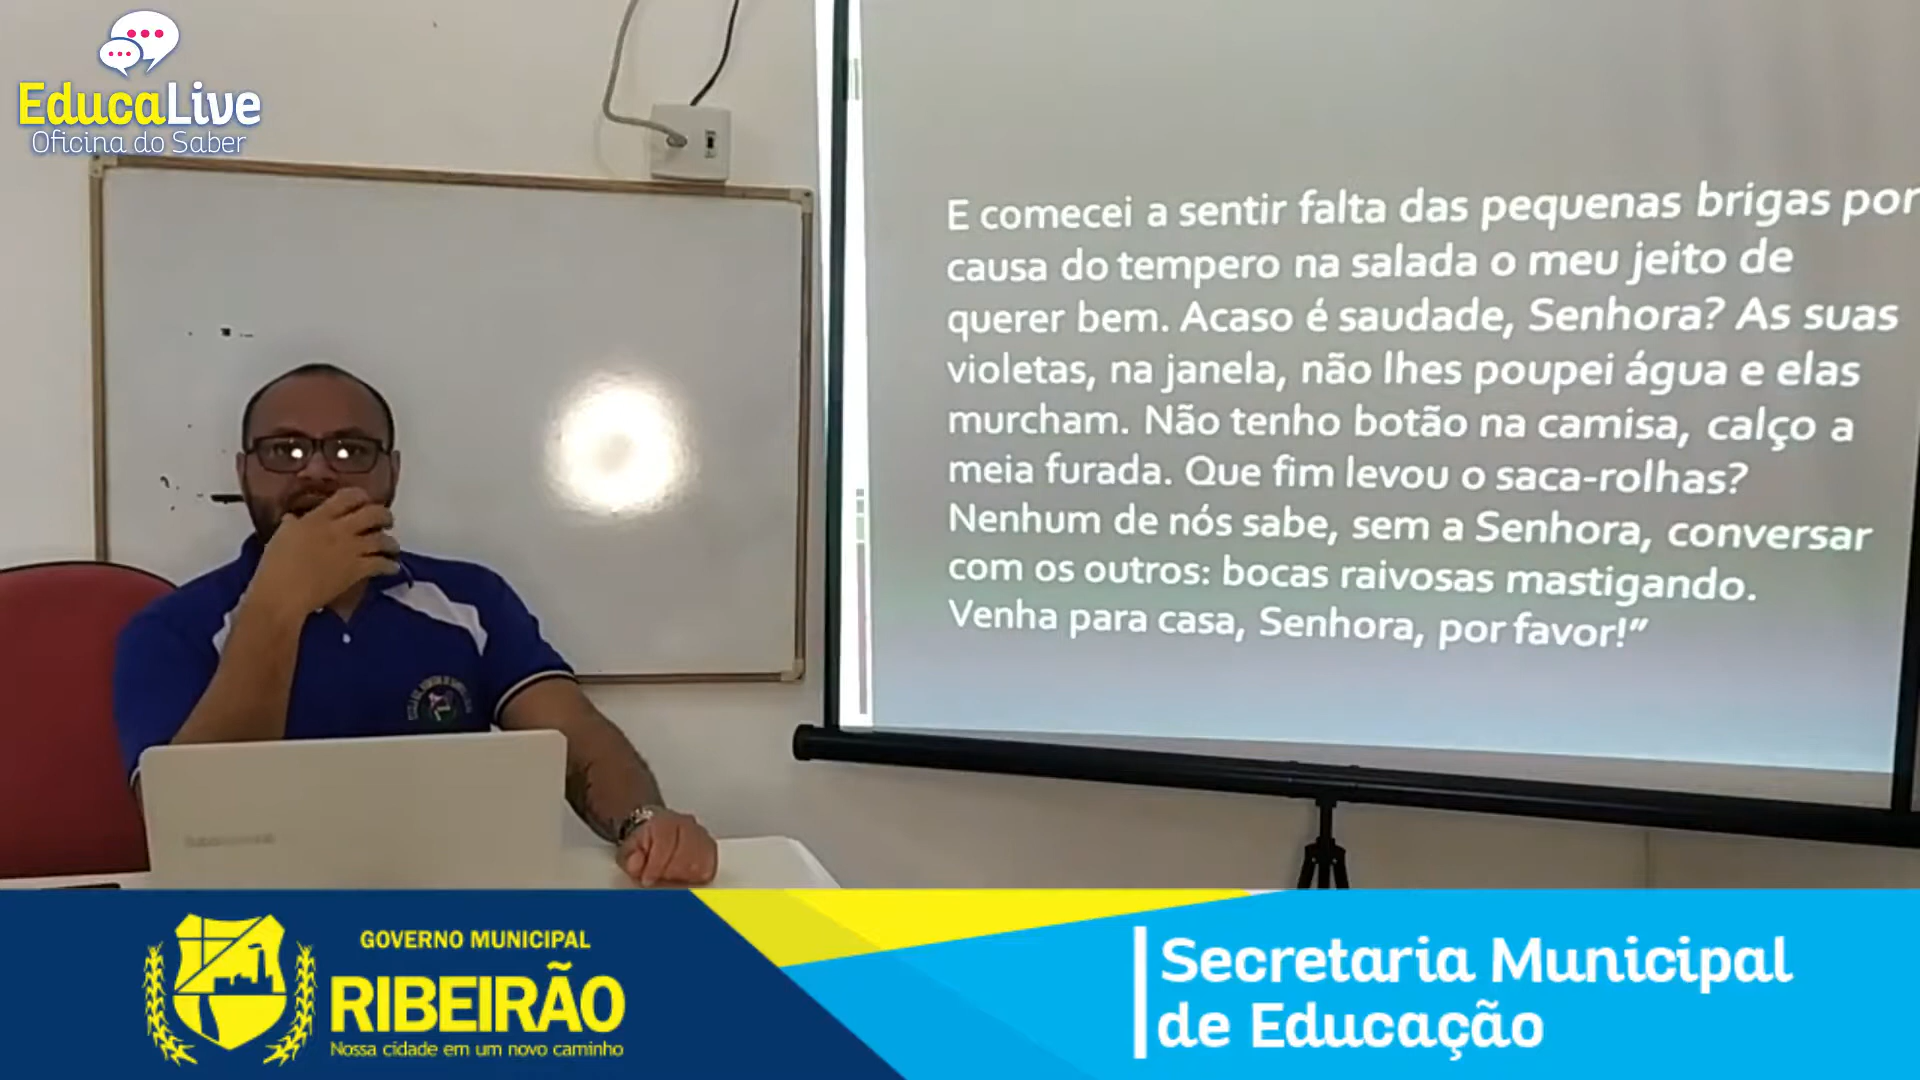 EducaLive
Oficina do Saber
E comecei a sentir falta das pequenas brigas por
causa do tempero na salada o meu jeito de
querer bem. Acaso é saudade, Senhora? As suas
violetas, na janela, não lhes poupei água e elas
murcham. Não tenho botão na camisa, calço a
meia furada. Que fim levou o saca-rolhas?
Nenhum de nós sabe, sem a Senhora, conversar
com os outros: bocas raivosas mastigando.
Venha para casa, Senhora, por favor!”
GOVERNO MUNICIPAL
RIBEIRÃO
Nossa cidade em um novo caminho
Secretaria Municipal
de Educação